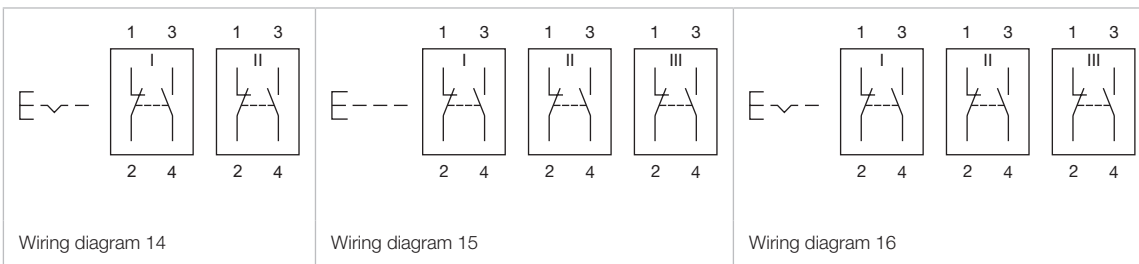 1 3 1 3
I II
2 4 2 4
Wiring diagram 14
1 3 1 3 1 3
I II III
2 4 2 4 2 4
Wiring diagram 15
1 3 1 3 1 3
I II III
2 4 2 4 2 4
Wiring diagram 16